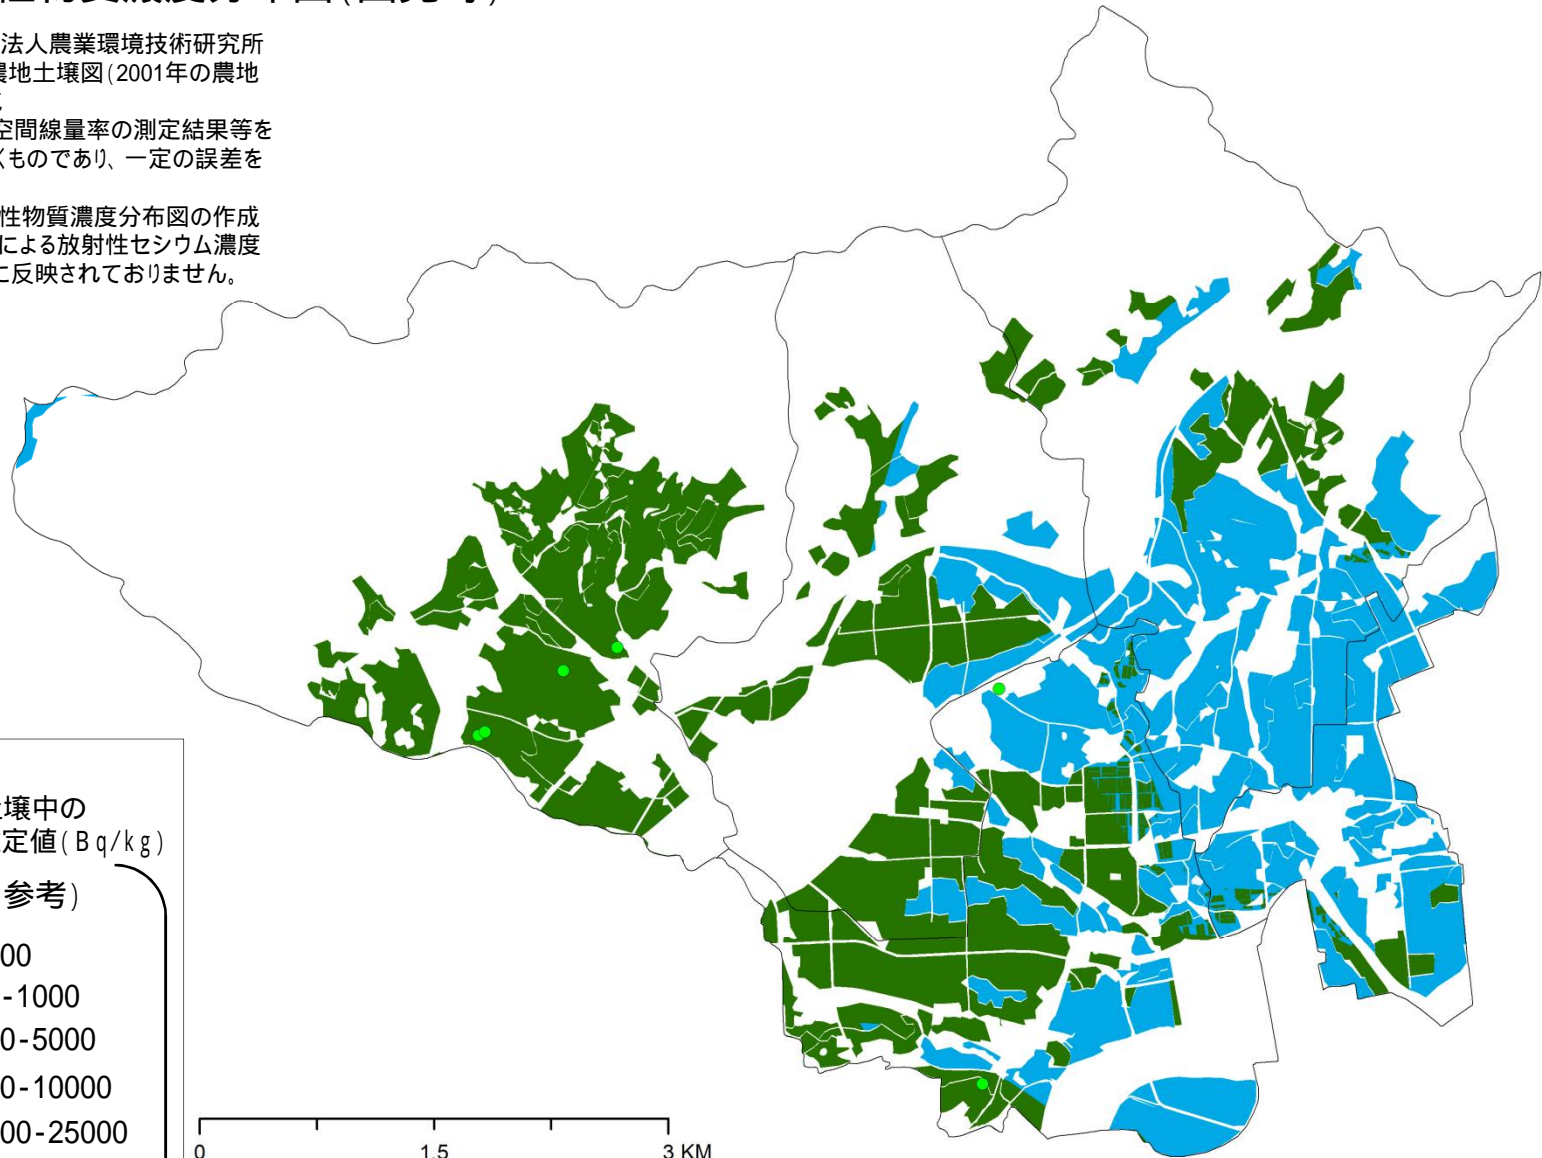 法人農業環境技術研究所
農地土壌図(2001年の農地
空間線量率の測定結果等を
くものであり、一定の誤差を
性物質濃度分布図の作成
による放射性セシウム濃度
に反映されておりません。
土壌中の
定値(Bq/kg)
参考)
00
-1000
0-5000
0-10000
00-25000
0 1.5 3 KM